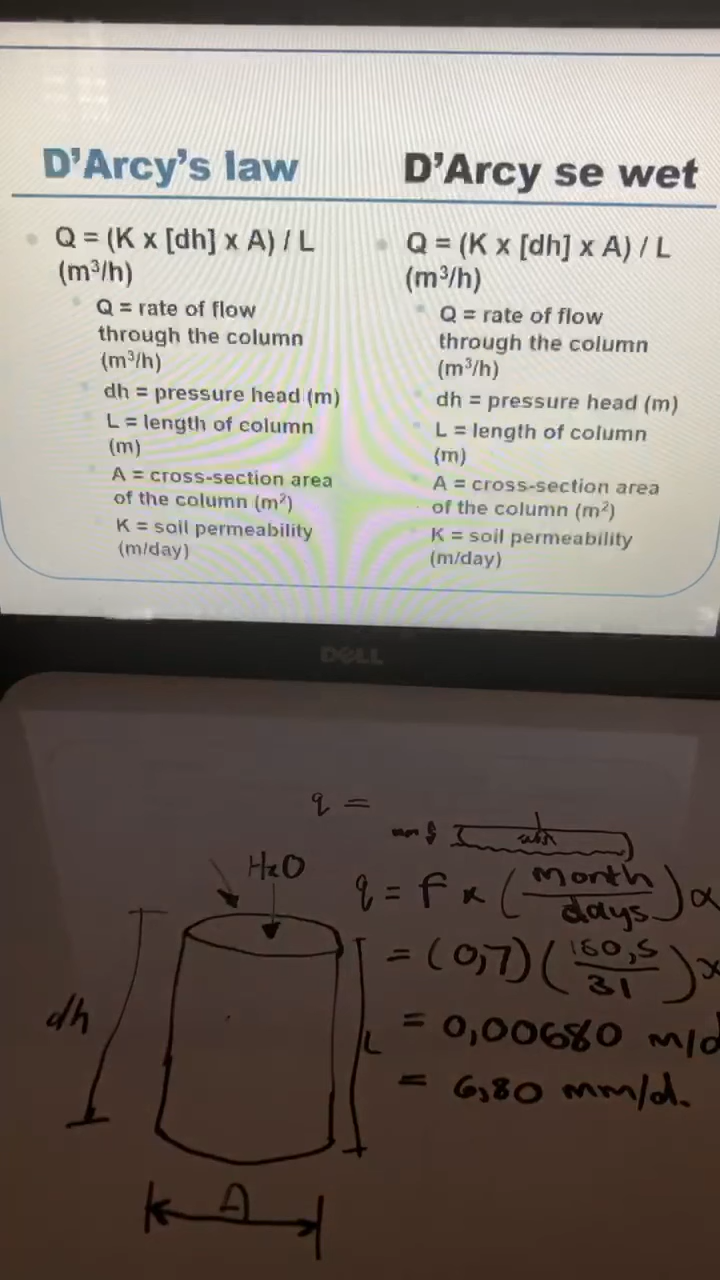 D'Arcy's law
Q = (K x [dh] x A) / L
(m³/h)
Q = rate of flow
through the column
(m³/h)
dh = pressure head (m)
L = length of column
(m)
A = cross-section area
of the column (m²)
K = soil permeability
(m/day)
D'Arcy se wet
Q = (K x [dh] x A) / L
(m³/h)
Q = rate of flow
through the column
(m³/h)
dh = pressure head (m)
L = length of column
(m)
A = cross-section area
of the column (m²)
K = soil permeability
(m/day)
DELL
q =
H2O
q = f x (month/days) x
= (0,7) (/31) x
= 0,00680 m/d
= 6,80 mm/d.
dh
L
A